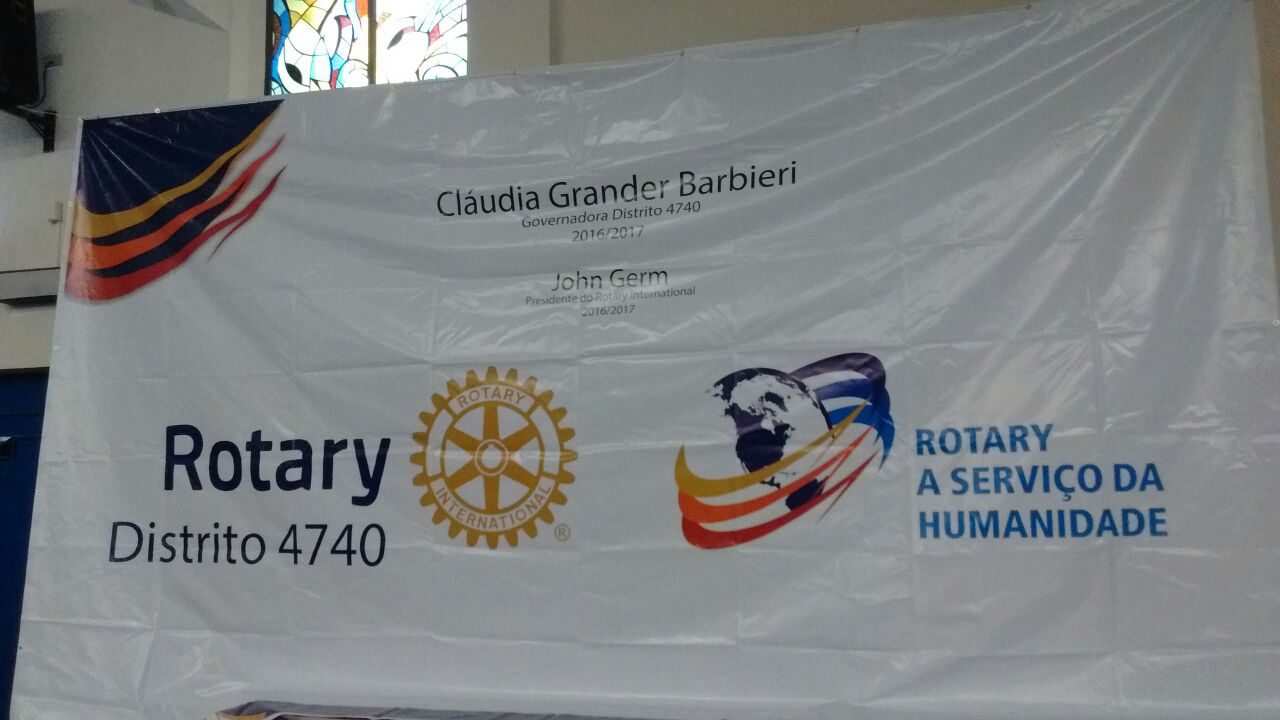 Cláudia Grander Barbieri
Governadora Distrito 4740
2016/2017
John Germ
Presidente do Rotary International
2016/2017
Rotary
Distrito 4740
ROTARY
INTERNATIONAL
®
ROTARY
A SERVIÇO DA
HUMANIDADE